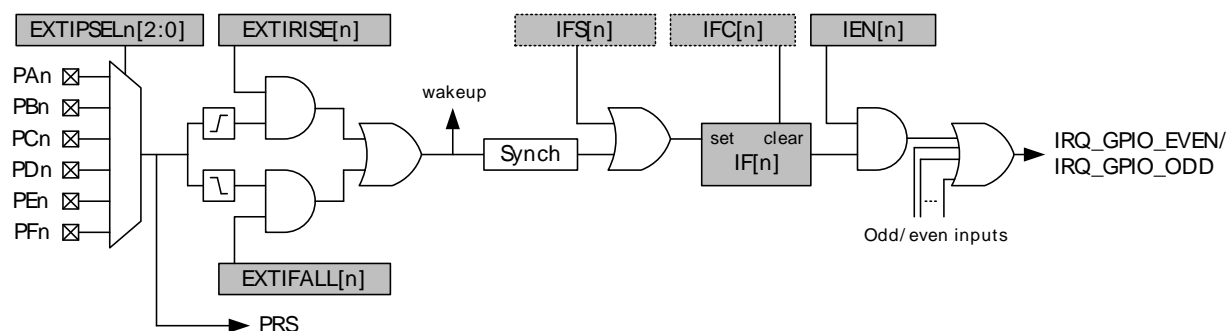 EXTIPSELn[2:0]
EXTIRISE[n]
IFS[n]
IFC[n]
IEN[n]
PAn
PBn
PCn
PDn
PEn
PFn
wakeup
Synch
set clear
IF[n]
IRQ_GPIO_EVEN/
IRQ_GPIO_ODD
...
Odd/even inputs
EXTIFALL[n]
PRS